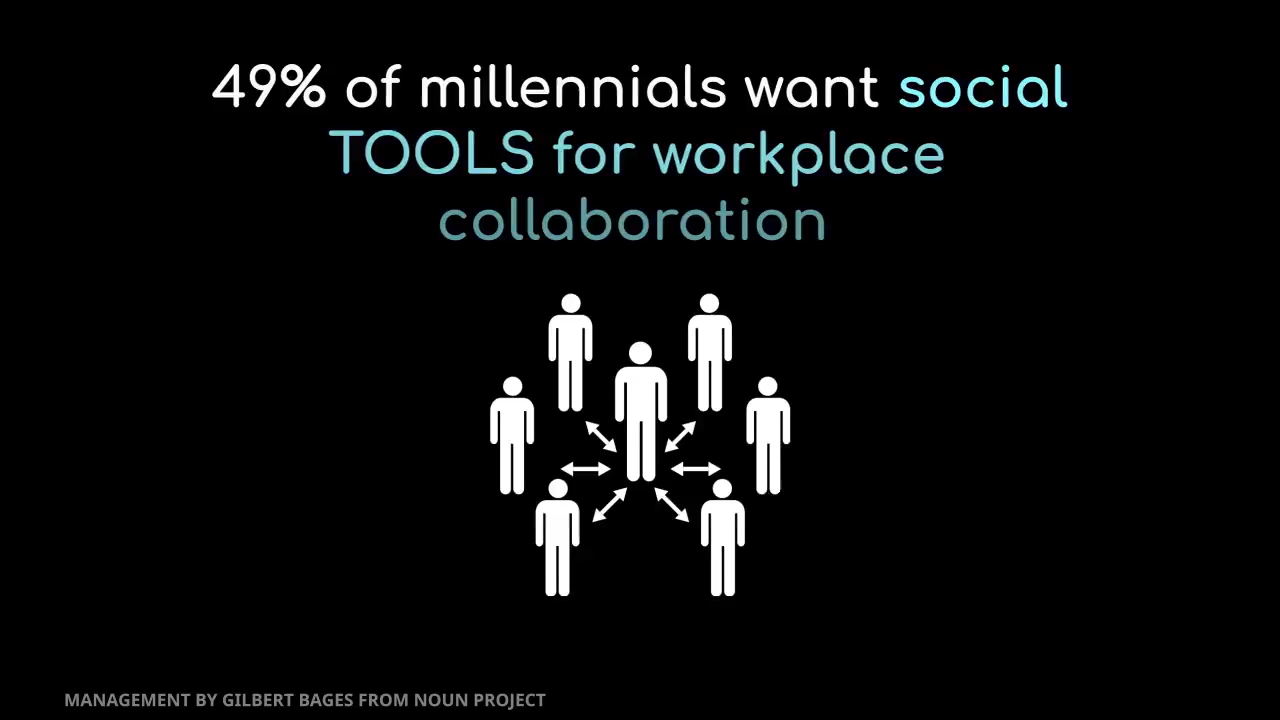 49% of millennials want social
TOOLS for workplace
collaboration
MANAGEMENT BY GILBERT BAGES FROM NOUN PROJECT